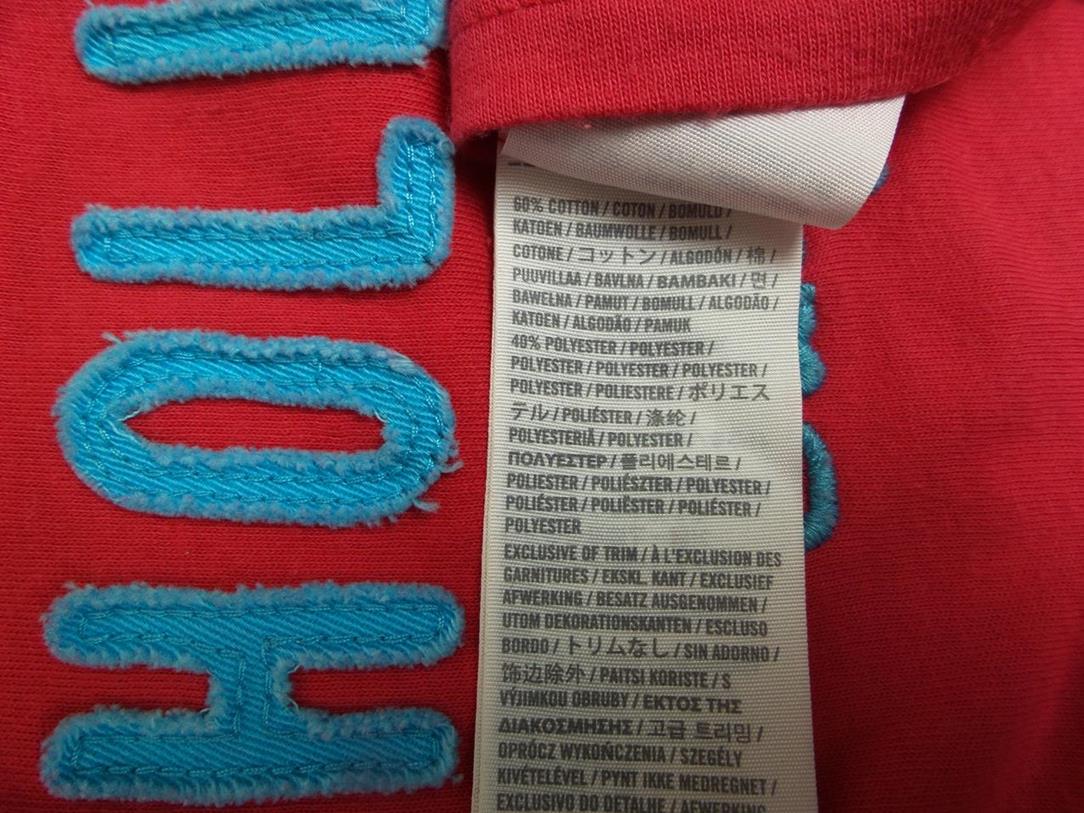 HOLL
60% COTTON / COTON / BOMULD /
KATOEN / BAUMWOLLE / BOMULL /
COTONE / コットン / ALGODÓN / 棉 /
PUUVILLAA / BAVLNA / BAMBAKI / 면 /
BAWEŁNA / PAMUT / BOMULL / ALGODÃO /
KATOEN / ALGODÃO / PAMUK
40% POLYESTER / POLYESTER /
POLYESTER / POLYESTER / POLYESTER /
POLYESTER / POLIESTERE / ポリエス
テル / POLIÉSTER / 涤纶 /
POLYESTERIÄ / POLYESTER /
ΠΟΛΥΕΣΤΕΡ / 폴리에스테르 /
POLIESTER / POLIÉSZTER / POLYESTER /
POLIÉSTER / POLIËSTER / POLIÉSTER /
POLYESTER
EXCLUSIVE OF TRIM / À L'EXCLUSION DES
GARNITURES / EKSKL. KANT / EXCLUSIEF
AFWERKING / BESATZ AUSGENOMMEN /
UTOM DEKORATIONSKANTEN / ESCLUSO
BORDO / トリムなし / SIN ADORNO /
饰边除外 / PAITSI KORISTE / S
VÝJIMKOU OBRUBY / ΕΚΤΟΣ ΤΗΣ
ΔΙΑΚΟΣΜΗΣΗΣ / 고급 트리밍 /
OPRÓCZ WYKOŃCZENIA / SZEGÉLY
KIVÉTELÉVEL / PYNT IKKE MEDREGNET /
EXCLUSIVO DO DETALHE / AFWERKING